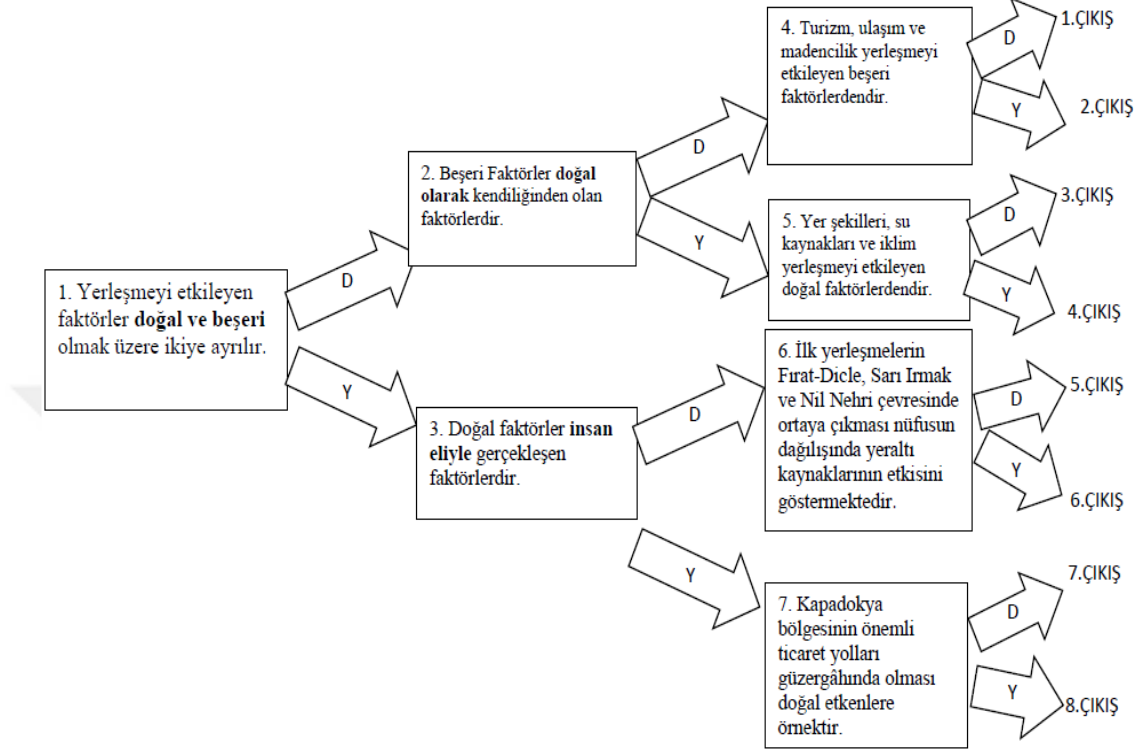 1. Yerleşmeyi etkileyen
faktörler doğal ve beşeri
olmak üzere ikiye ayrılır.
D
Y
2. Beşeri Faktörler doğal
olarak kendiliğinden olan
faktörlerdir.
D
Y
3. Doğal faktörler insan
eliyle gerçekleşen
faktörlerdir.
D
Y
4. Turizm, ulaşım ve
madencilik yerleşmeyi
etkileyen beşeri
faktörlerdendir.
D
1.ÇIKIŞ
Y
2.ÇIKIŞ
5. Yer şekilleri, su
kaynakları ve iklim
yerleşmeyi etkileyen
doğal faktörlerdendir.
D
3.ÇIKIŞ
Y
4.ÇIKIŞ
6. İlk yerleşmelerin
Fırat-Dicle, Sarı Irmak
ve Nil Nehri çevresinde
ortaya çıkması nüfusun
dağılışında yeraltı
kaynaklarının etkisini
göstermektedir.
D
5.ÇIKIŞ
Y
6.ÇIKIŞ
7. Kapadokya
bölgesinin önemli
ticaret yolları
güzergâhında olması
doğal etkenlere
örnektir.
D
7.ÇIKIŞ
Y
8.ÇIKIŞ